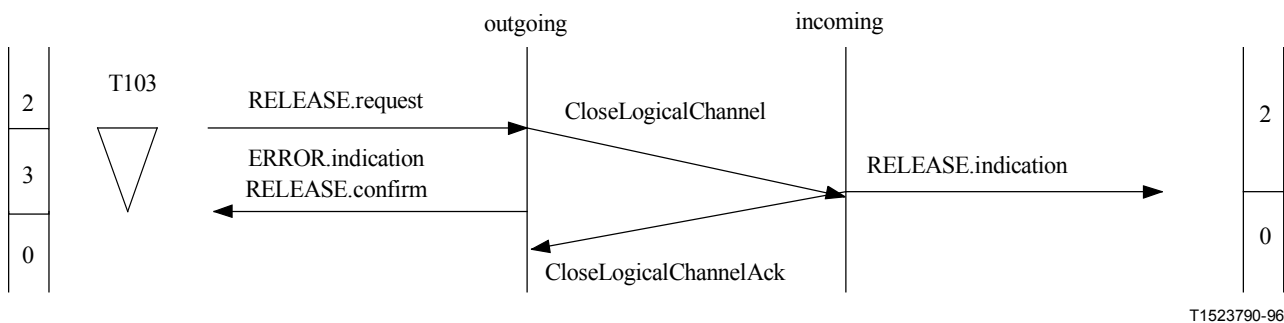 outgoing
incoming
T103
2
RELEASE.request
CloseLogicalChannel
2
ERROR.indication
3
RELEASE.confirm
RELEASE.indication
0
CloseLogicalChannelAck
0
T1523790-96